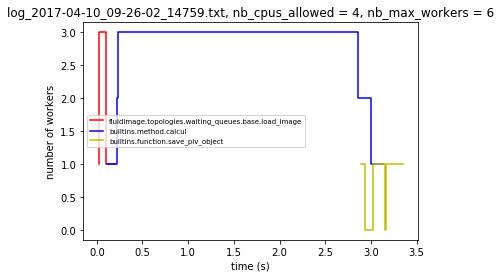 log_2017-04-10_09-26-02_14759.txt, nb_cpus_allowed = 4, nb_max_workers = 6
3.0
2.5
2.0
1.5
1.0
0.5
0.0
number of workers
fluidimage.topologies.waiting_queues.base.load_image
builtins.method.calcul
builtins.function.save_piv_object
0.0 0.5 1.0 1.5 2.0 2.5 3.0 3.5
time (s)